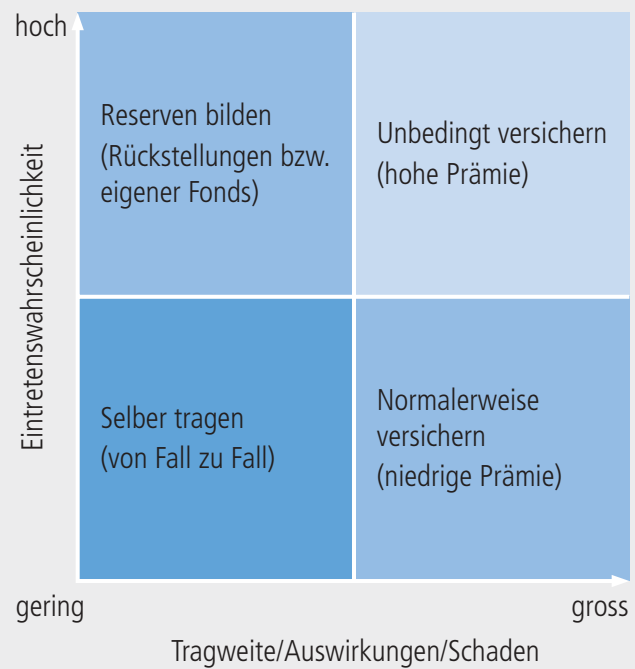 hoch
Eintretenswahrscheinlichkeit
Reserven bilden
(Rückstellungen bzw.
eigener Fonds)
Unbedingt versichern
(hohe Prämie)
Selber tragen
(von Fall zu Fall)
Normalerweise
versichern
(niedrige Prämie)
gering
gross
Tragweite/Auswirkungen/Schaden